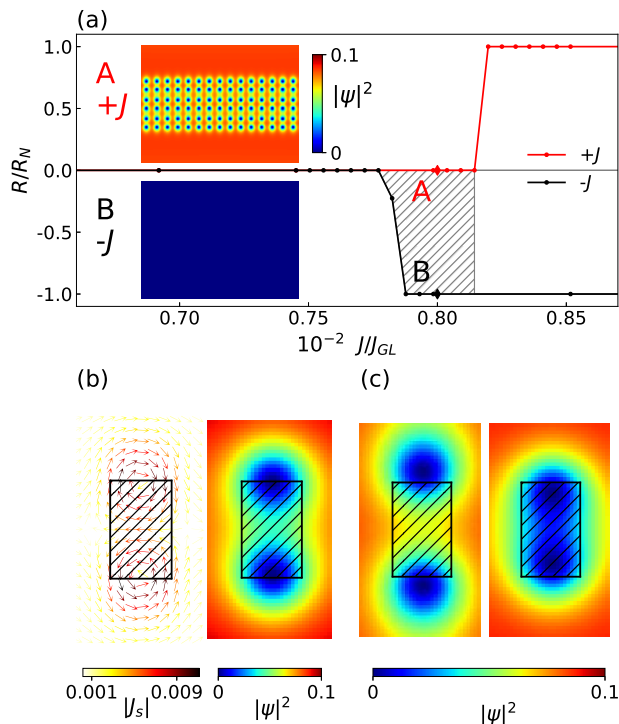 (a)
1.0
0.5
0.0
-0.5
-1.0
R/R_N
A
+J
0.1
|ψ|²
0
B
-J
A
B
+J
-J
0.70
0.75
0.80
0.85
10⁻² J/J_GL
(b)
(c)
0.001
0.009
|J_s|
0
0.1
|ψ|²
0
0.1
|ψ|²